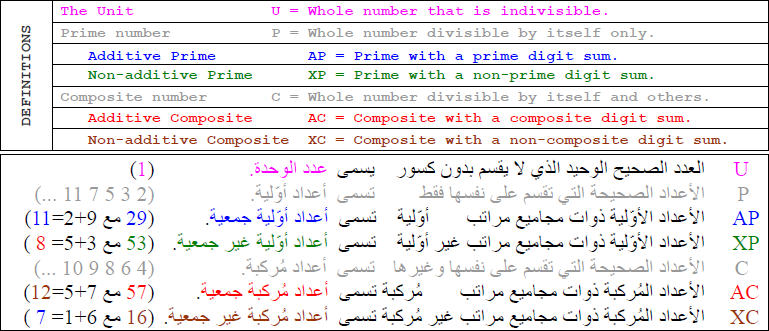 DEFINITIONS
The Unit U = Whole number that is indivisible.
Prime number P = Whole number divisible by itself only.
Additive Prime AP = Prime with a prime digit sum.
Non-additive Prime XP = Prime with a non-prime digit sum.
Composite number C = Whole number divisible by itself and others.
Additive Composite AC = Composite with a composite digit sum.
Non-additive Composite XC = Composite with a non-composite digit sum.
U العدد الصحيح الوحيد الذي لا يقسم بدون كسور يسمى عدد الوحدة. (1)
P الأعداد الصحيحة التي تقسم على نفسها فقط تسمى أعداد أوّلية. (2 3 5 7 11 ...)
AP الأعداد الأوّلية ذوات مجاميع مراتب أوّلية تسمى أعداد أوّلية جمعية. (29 مع 9+2=11)
XP الأعداد الأوّلية ذوات مجاميع مراتب غير أوّلية تسمى أعداد أوّلية غير جمعية. (53 مع 3+5= 8 )
C الأعداد الصحيحة التي تقسم على نفسها وغيرها تسمى أعداد مُركبة. (4 6 8 9 10 ...)
AC الأعداد المُركبة ذوات مجاميع مراتب مُركبة تسمى أعداد مُركبة جمعية. (57 مع 7+5=12)
XC الأعداد المُركبة ذوات مجاميع مراتب غير مُركبة تسمى أعداد مُركبة غير جمعية. (16 مع 6+1= 7 )